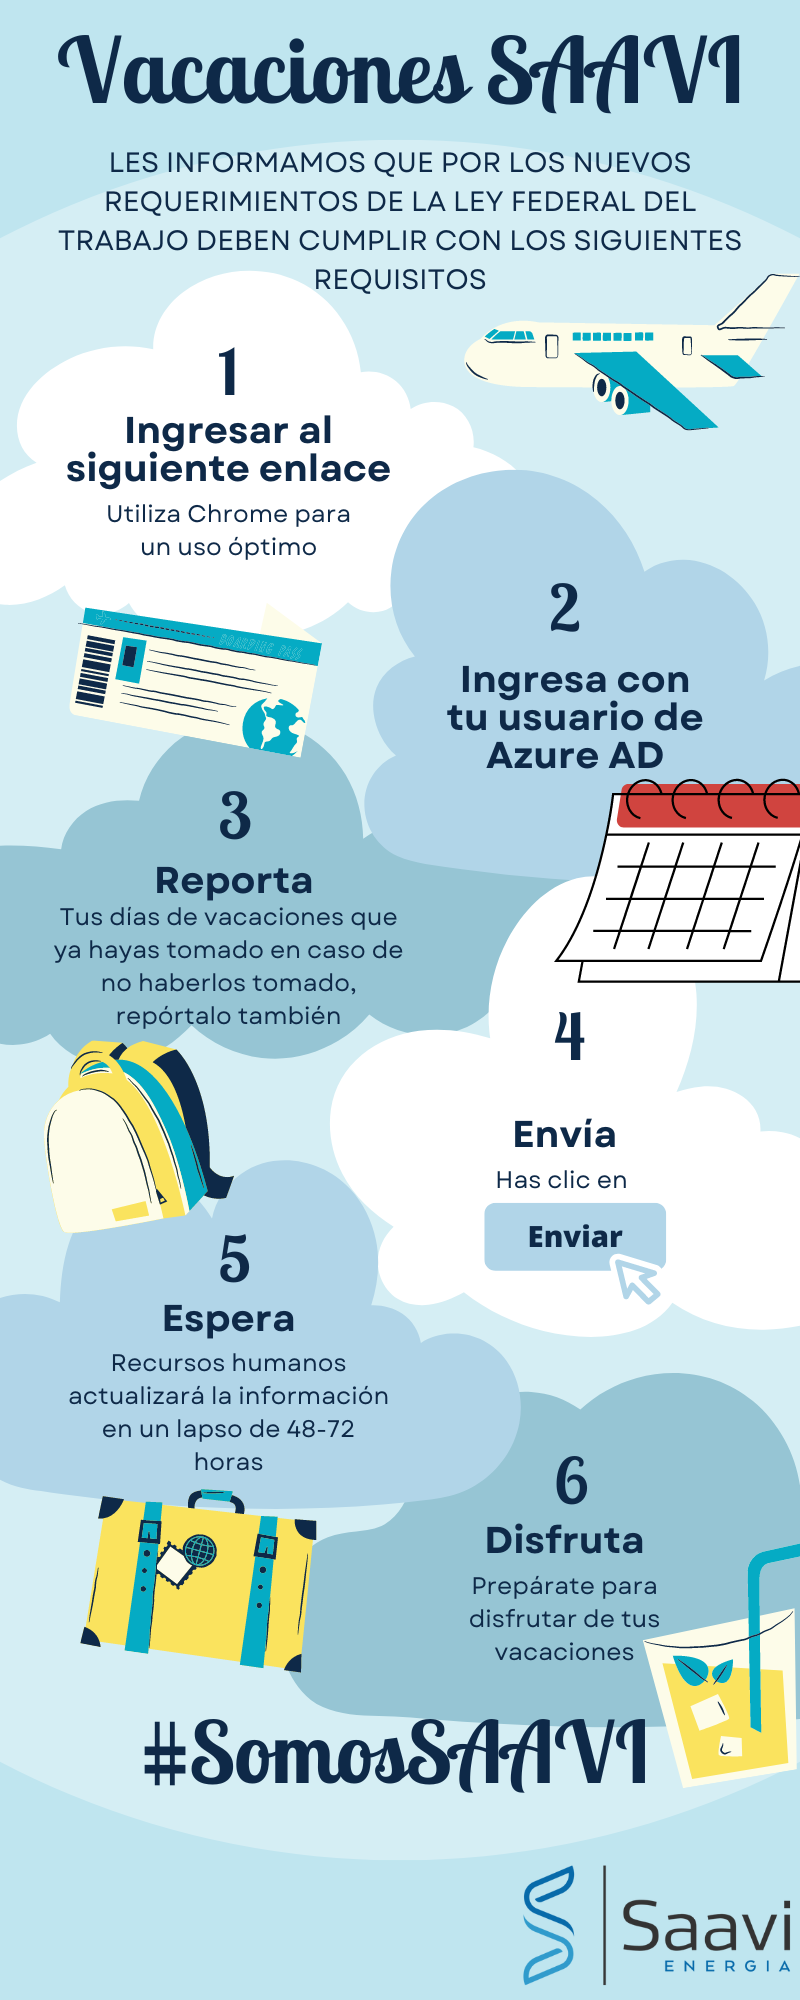 Vacaciones SAAVI
LES INFORMAMOS QUE POR LOS NUEVOS
REQUERIMIENTOS DE LA LEY FEDERAL DEL
TRABAJO DEBEN CUMPLIR CON LOS SIGUIENTES
REQUISITOS
1
Ingresar al
siguiente enlace
Utiliza Chrome para
un uso óptimo
BOARDING PASS
2
Ingresa con
tu usuario de
Azure AD
3
Reporta
Tus días de vacaciones que
ya hayas tomado en caso de
no haberlos tomado,
repórtalo también
4
Envía
Has clic en
Enviar
5
Espera
Recursos humanos
actualizará la información
en un lapso de 48-72
horas
6
Disfruta
Prepárate para
disfrutar de tus
vacaciones
#SomosSAAVI
Saavi
ENERGIA